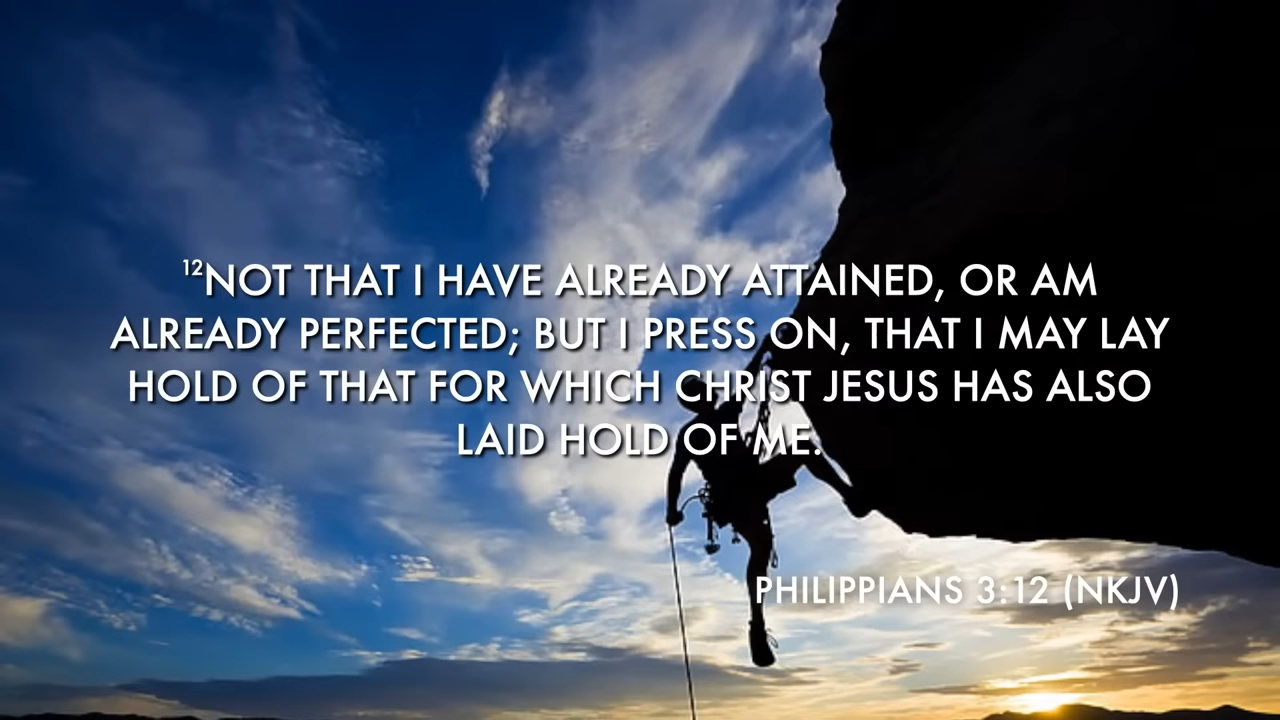 ¹²NOT THAT I HAVE ALREADY ATTAINED, OR AM
ALREADY PERFECTED; BUT I PRESS ON, THAT I MAY LAY
HOLD OF THAT FOR WHICH CHRIST JESUS HAS ALSO
LAID HOLD OF ME.
PHILIPPIANS 3:12 (NKJV)